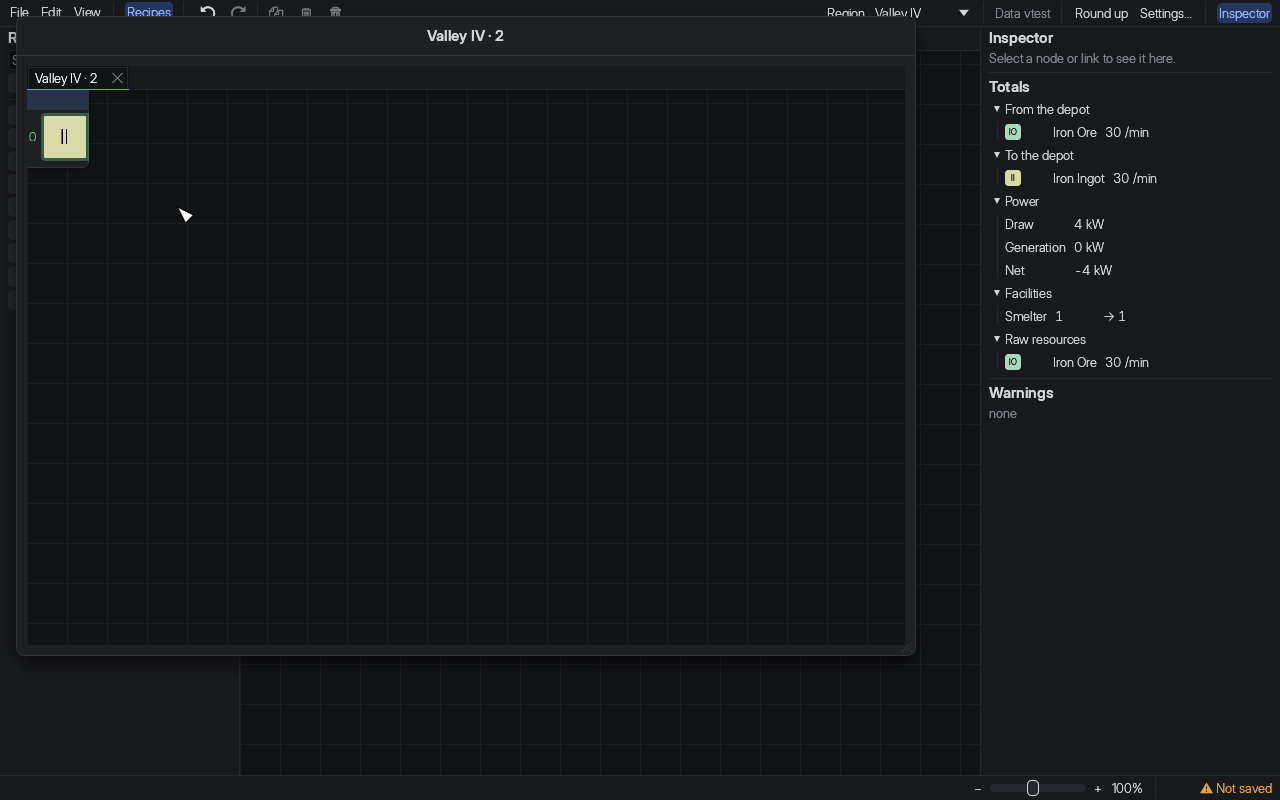 File Edit View Recipes Region Valley IV Data vtest Round up Settings... Inspector
Valley IV · 2
Valley IV · 2
0 II
Inspector
Select a node or link to see it here.
Totals
From the depot
IO Iron Ore 30 /min
To the depot
II Iron Ingot 30 /min
Power
Draw 4 kW
Generation 0 kW
Net -4 kW
Facilities
Smelter 1 → 1
Raw resources
IO Iron Ore 30 /min
Warnings
none
− + 100% Not saved